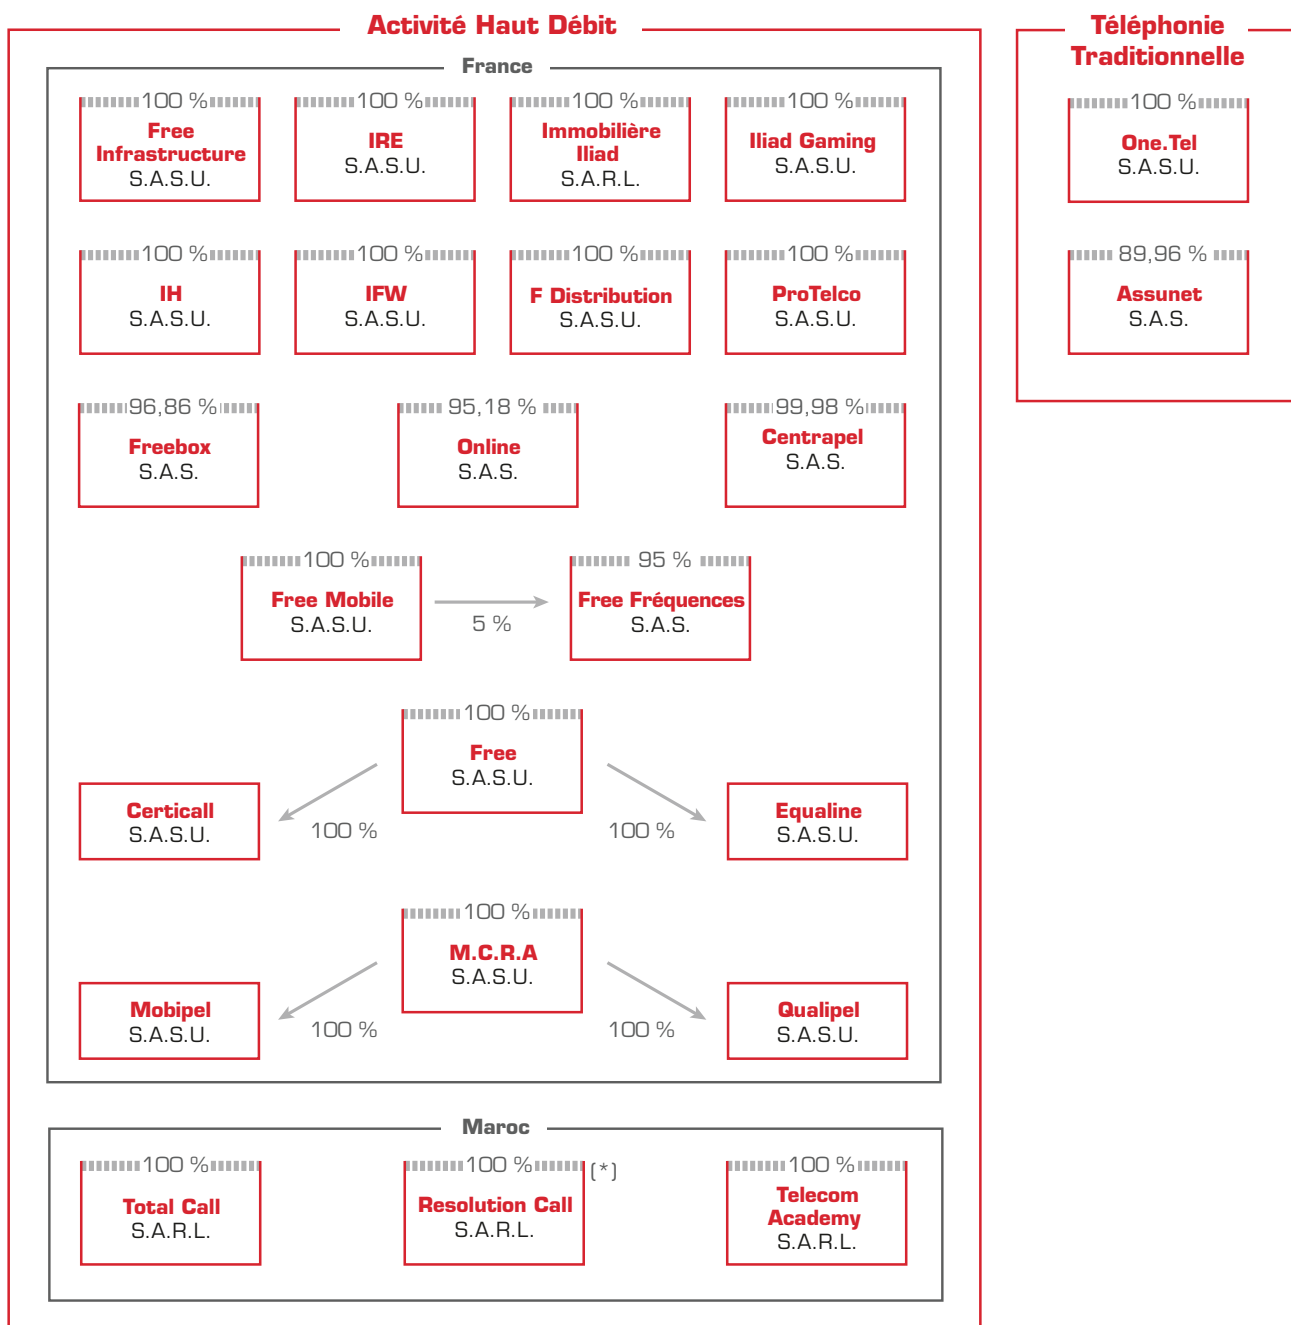 Activité Haut Débit
France
100 %
Free
Infrastructure
S.A.S.U.
100 %
IRE
S.A.S.U.
100 %
Immobilière
Iliad
S.A.R.L.
100 %
Iliad Gaming
S.A.S.U.
100 %
IH
S.A.S.U.
100 %
IFW
S.A.S.U.
100 %
F Distribution
S.A.S.U.
100 %
ProTelco
S.A.S.U.
96,86 %
Freebox
S.A.S.
95,18 %
Online
S.A.S.
99,98 %
Centrapel
S.A.S.
100 %
Free Mobile
S.A.S.U.
5 %
95 %
Free Fréquences
S.A.S.
100 %
Free
S.A.S.U.
Certicall
S.A.S.U.
100 %
100 %
Equaline
S.A.S.U.
100 %
M.C.R.A
S.A.S.U.
Mobipel
S.A.S.U.
100 %
100 %
Qualipel
S.A.S.U.
Maroc
100 %
Total Call
S.A.R.L.
100 %
(*)
Resolution Call
S.A.R.L.
100 %
Telecom
Academy
S.A.R.L.
Téléphonie
Traditionnelle
100 %
One.Tel
S.A.S.U.
89,96 %
Assunet
S.A.S.